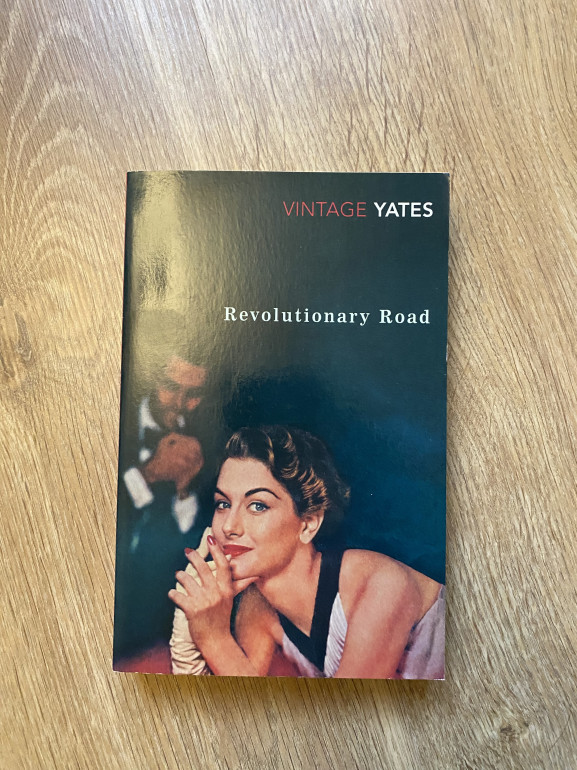 VINTAGE YATES
Revolutionary Road